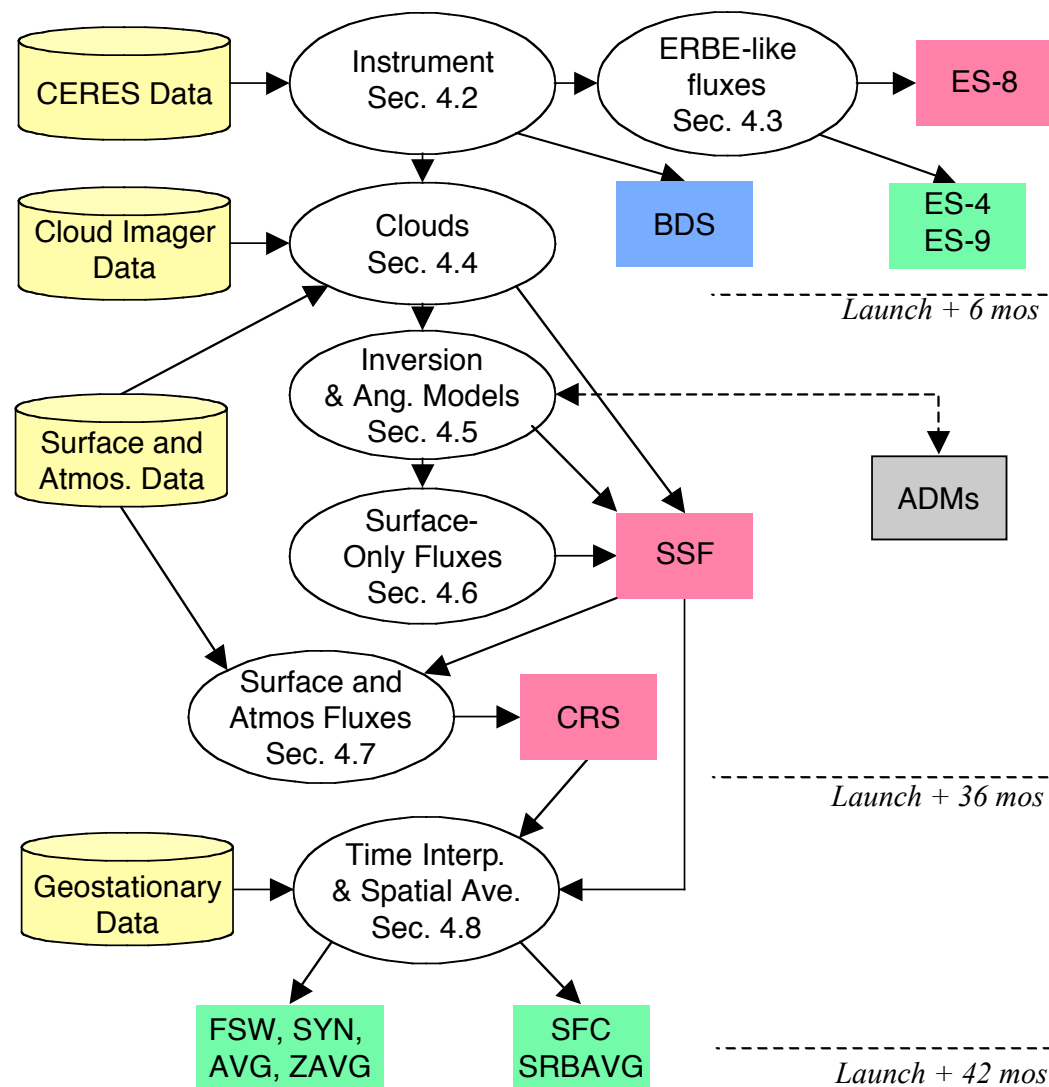 CERES Data
Instrument
Sec. 4.2
ERBE-like
fluxes
Sec. 4.3
ES-8
Cloud Imager
Data
Clouds
Sec. 4.4
BDS
ES-4
ES-9
Launch + 6 mos
Inversion
& Ang. Models
Sec. 4.5
Surface and
Atmos. Data
ADMs
Surface-
Only Fluxes
Sec. 4.6
SSF
Surface and
Atmos Fluxes
Sec. 4.7
CRS
Launch + 36 mos
Geostationary
Data
Time Interp.
& Spatial Ave.
Sec. 4.8
FSW, SYN,
AVG, ZAVG
SFC
SRBAVG
Launch + 42 mos